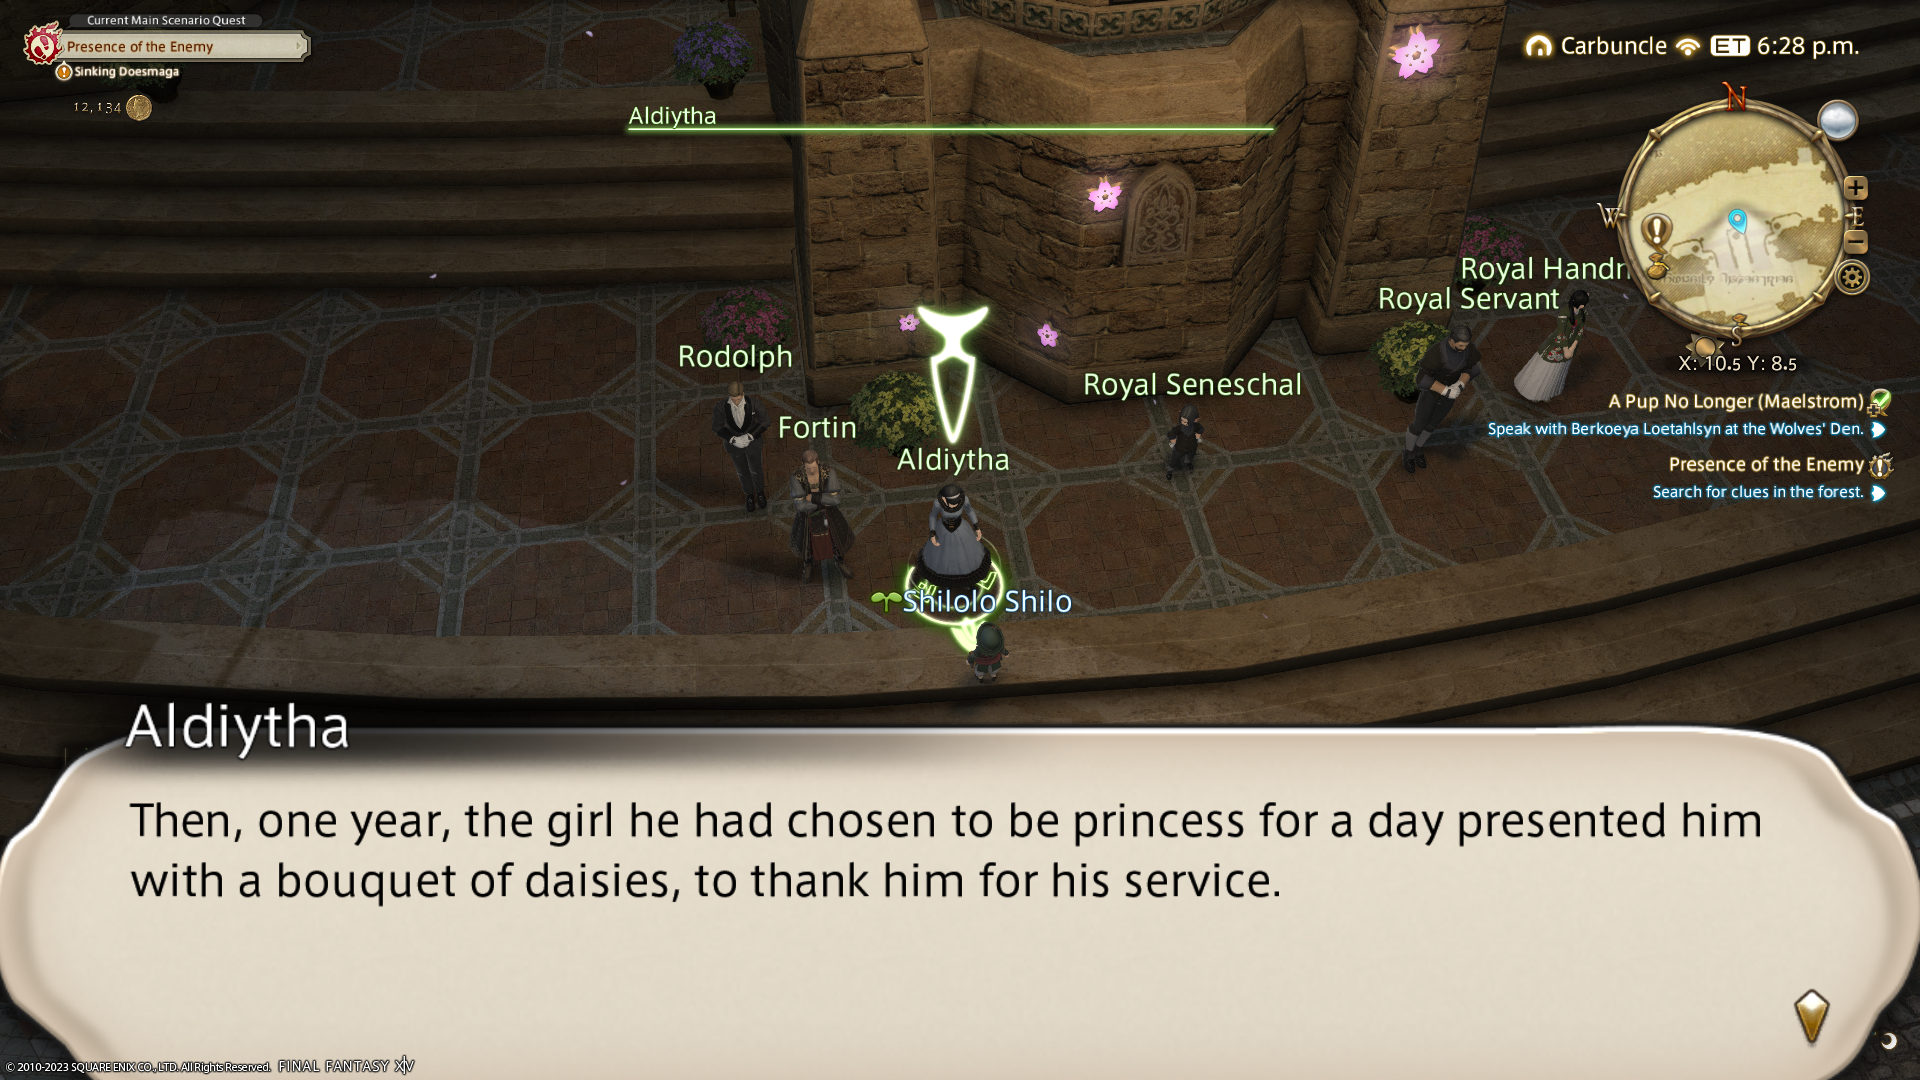 Current Main Scenario Quest
Presence of the Enemy
Sinking Doesmaga
12,134
Carbuncle ET 6:28 p.m.
Aldiytha
N
W
E
S
X: 10.5 Y: 8.5
Royal Servant
Rodolph
Royal Seneschal
Fortin
Aldiytha
Shilolo Shilo
A Pup No Longer (Maelstrom)
Speak with Berkoeya Loetahlsyn at the Wolves' Den.
Presence of the Enemy
Search for clues in the forest.
Aldiytha
Then, one year, the girl he had chosen to be princess for a day presented him
with a bouquet of daisies, to thank him for his service.
© 2010-2023 SQUARE ENIX CO., LTD. All Rights Reserved. FINAL FANTASY XIV